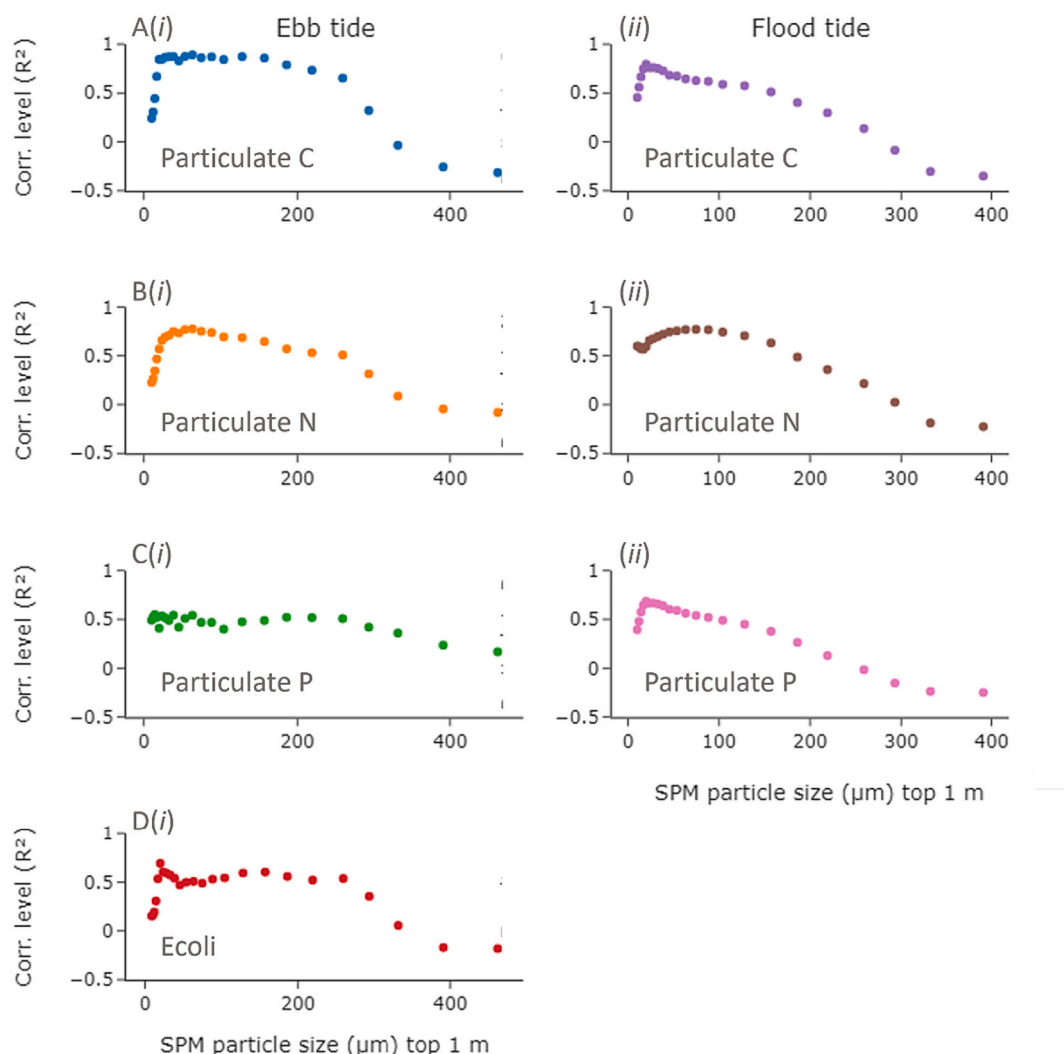 A(i) Ebb tide
(ii) Flood tide
Corr. level (R²)
1
0.5
0
−0.5
Particulate C
0 200 400
1
0.5
0
−0.5
Particulate C
0 100 200 300 400
B(i)
(ii)
Corr. level (R²)
1
0.5
0
−0.5
Particulate N
0 200 400
1
0.5
0
−0.5
Particulate N
0 100 200 300 400
C(i)
(ii)
Corr. level (R²)
1
0.5
0
−0.5
Particulate P
0 200 400
1
0.5
0
−0.5
Particulate P
0 100 200 300 400
SPM particle size (μm) top 1 m
D(i)
Corr. level (R²)
1
0.5
0
−0.5
Ecoli
0 200 400
SPM particle size (μm) top 1 m